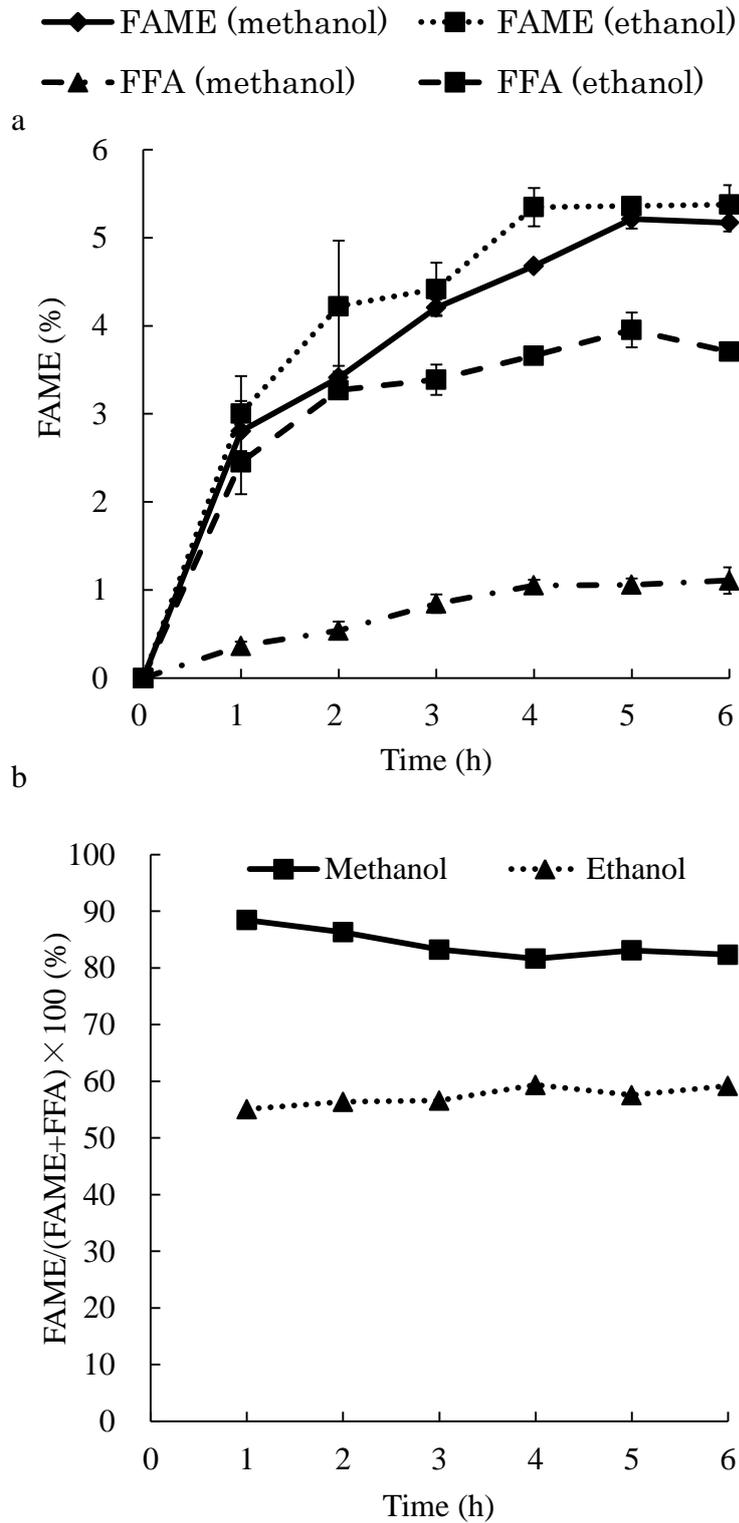 FAME (methanol) FAME (ethanol)
FFA (methanol) FFA (ethanol)
a
6
5
4
3
2
1
0
FAME (%)
0 1 2 3 4 5 6
Time (h)
b
100
90
80
70
60
50
40
30
20
10
0
Methanol Ethanol
FAME/(FAME+FFA)×100 (%)
0 1 2 3 4 5 6
Time (h)